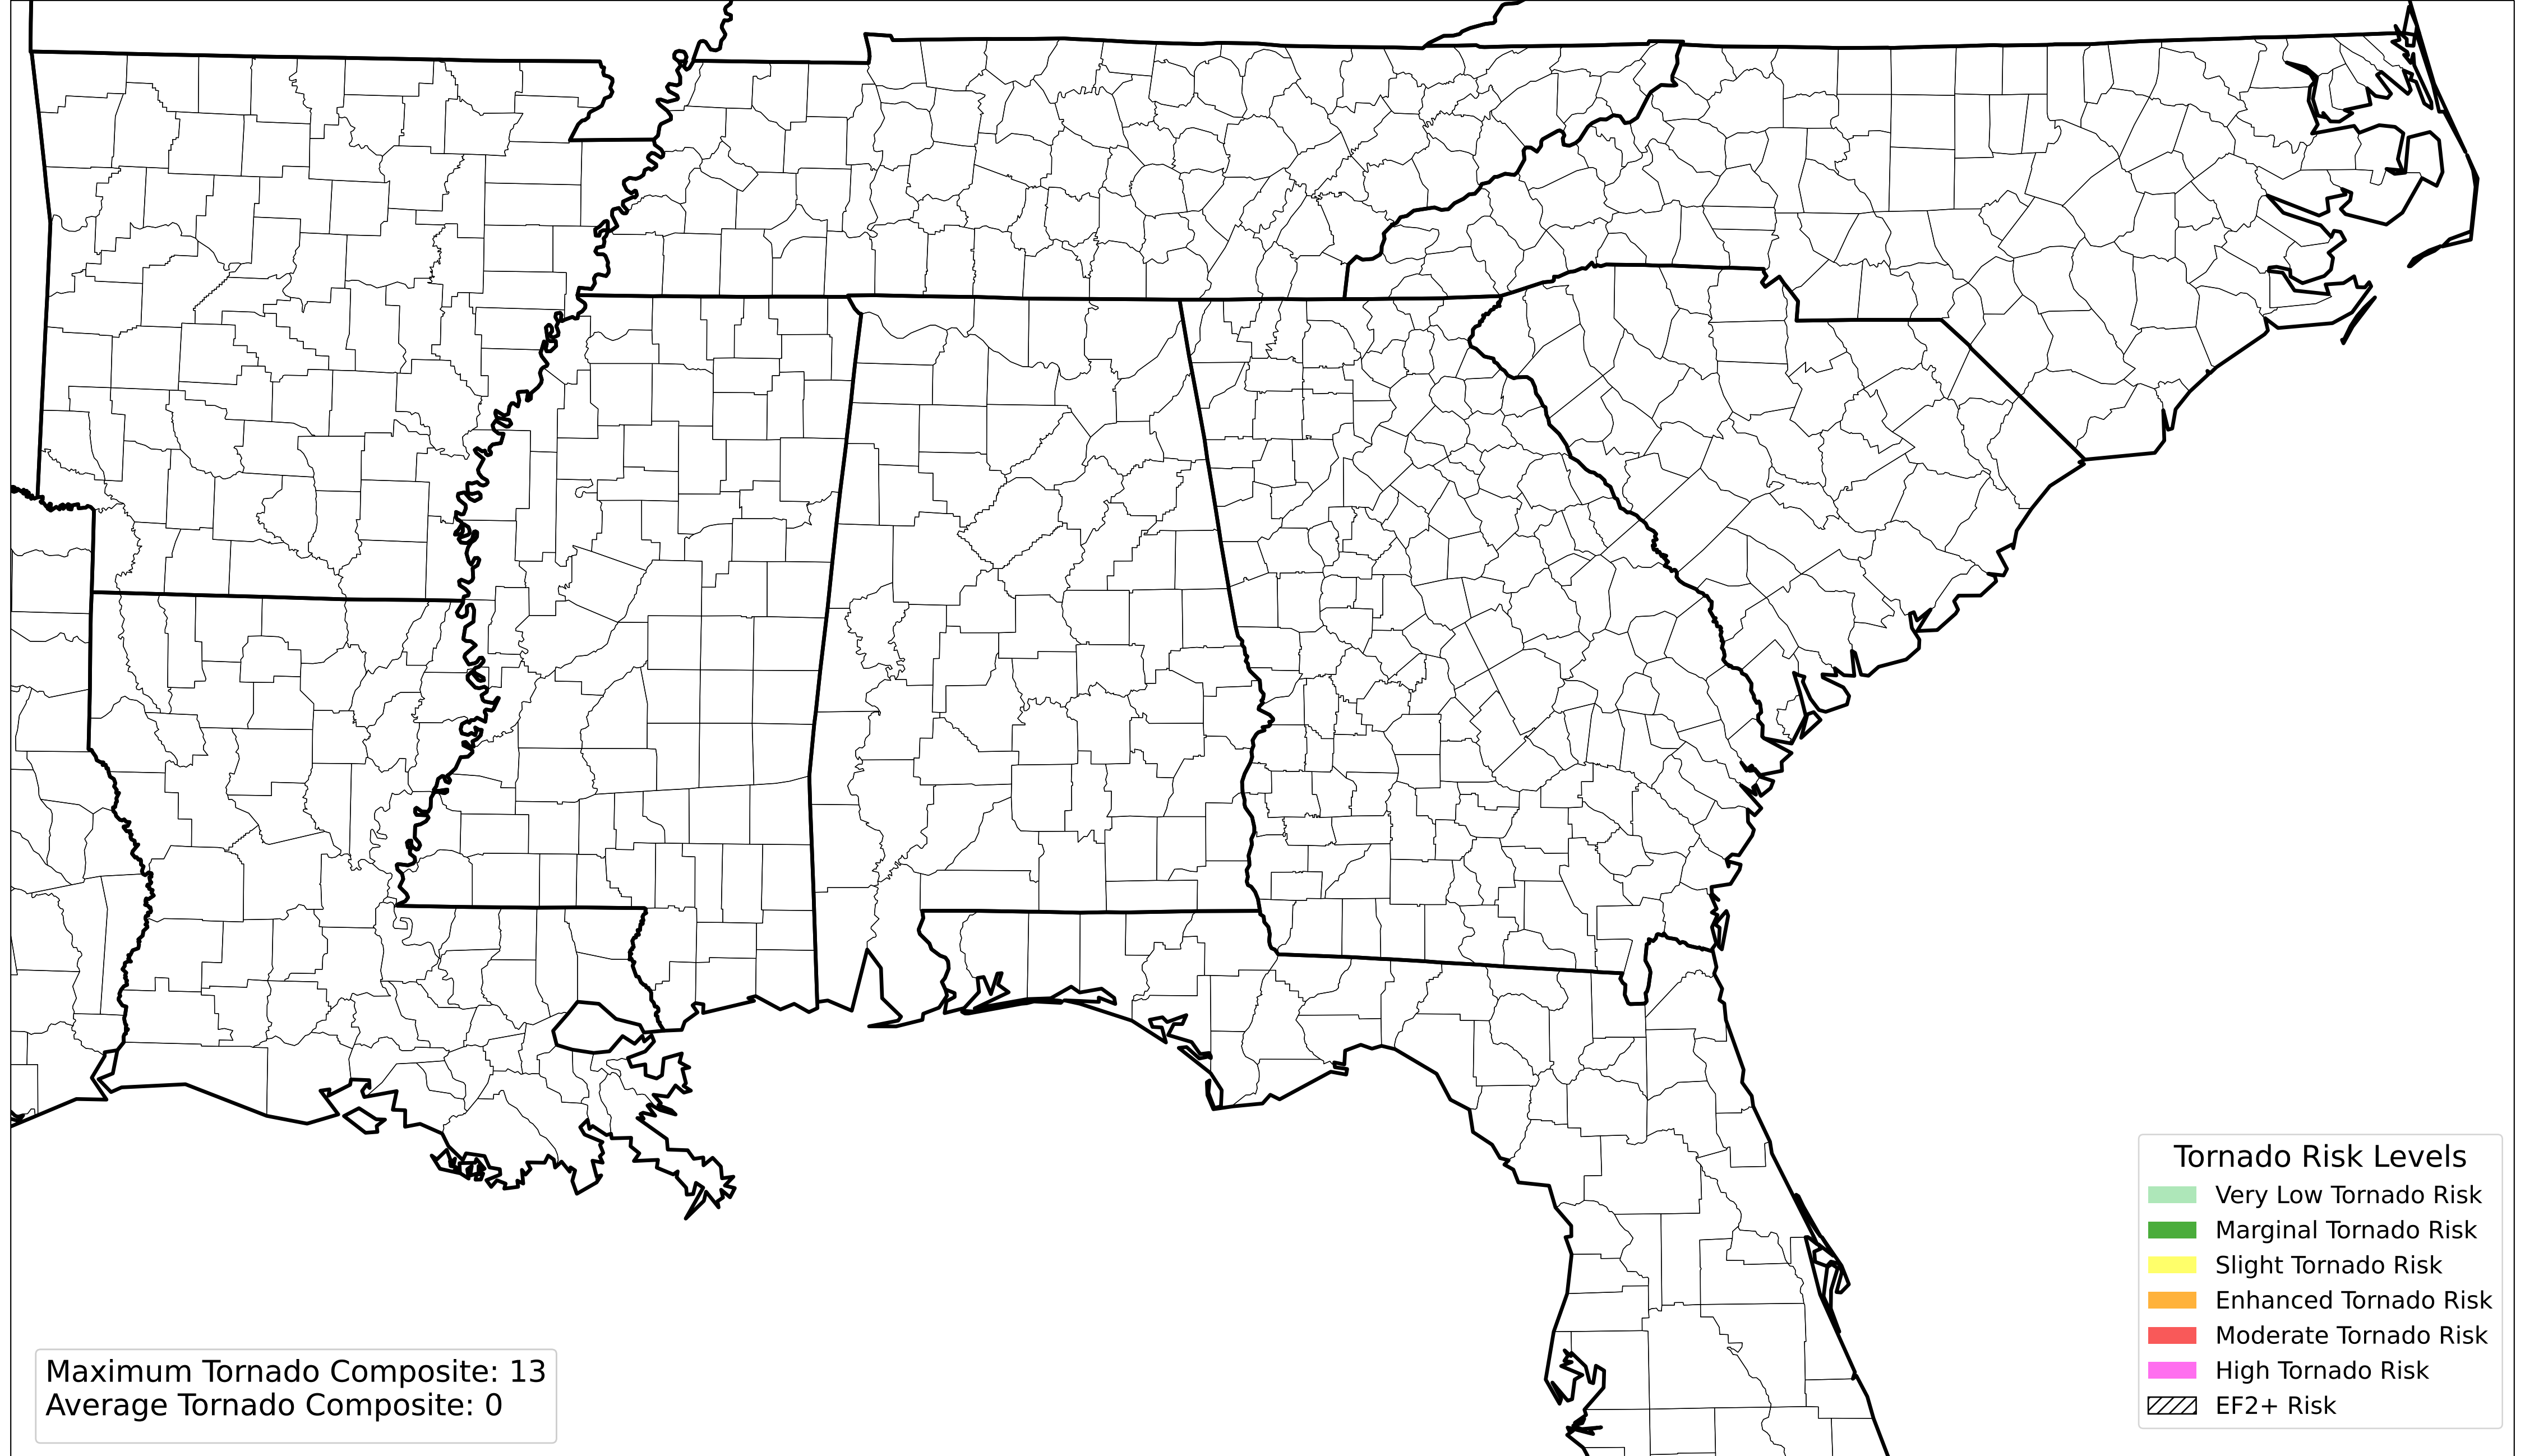 Tornado Risk Levels
Very Low Tornado Risk
Marginal Tornado Risk
Slight Tornado Risk
Enhanced Tornado Risk
Moderate Tornado Risk
High Tornado Risk
EF2+ Risk
Maximum Tornado Composite: 13
Average Tornado Composite: 0